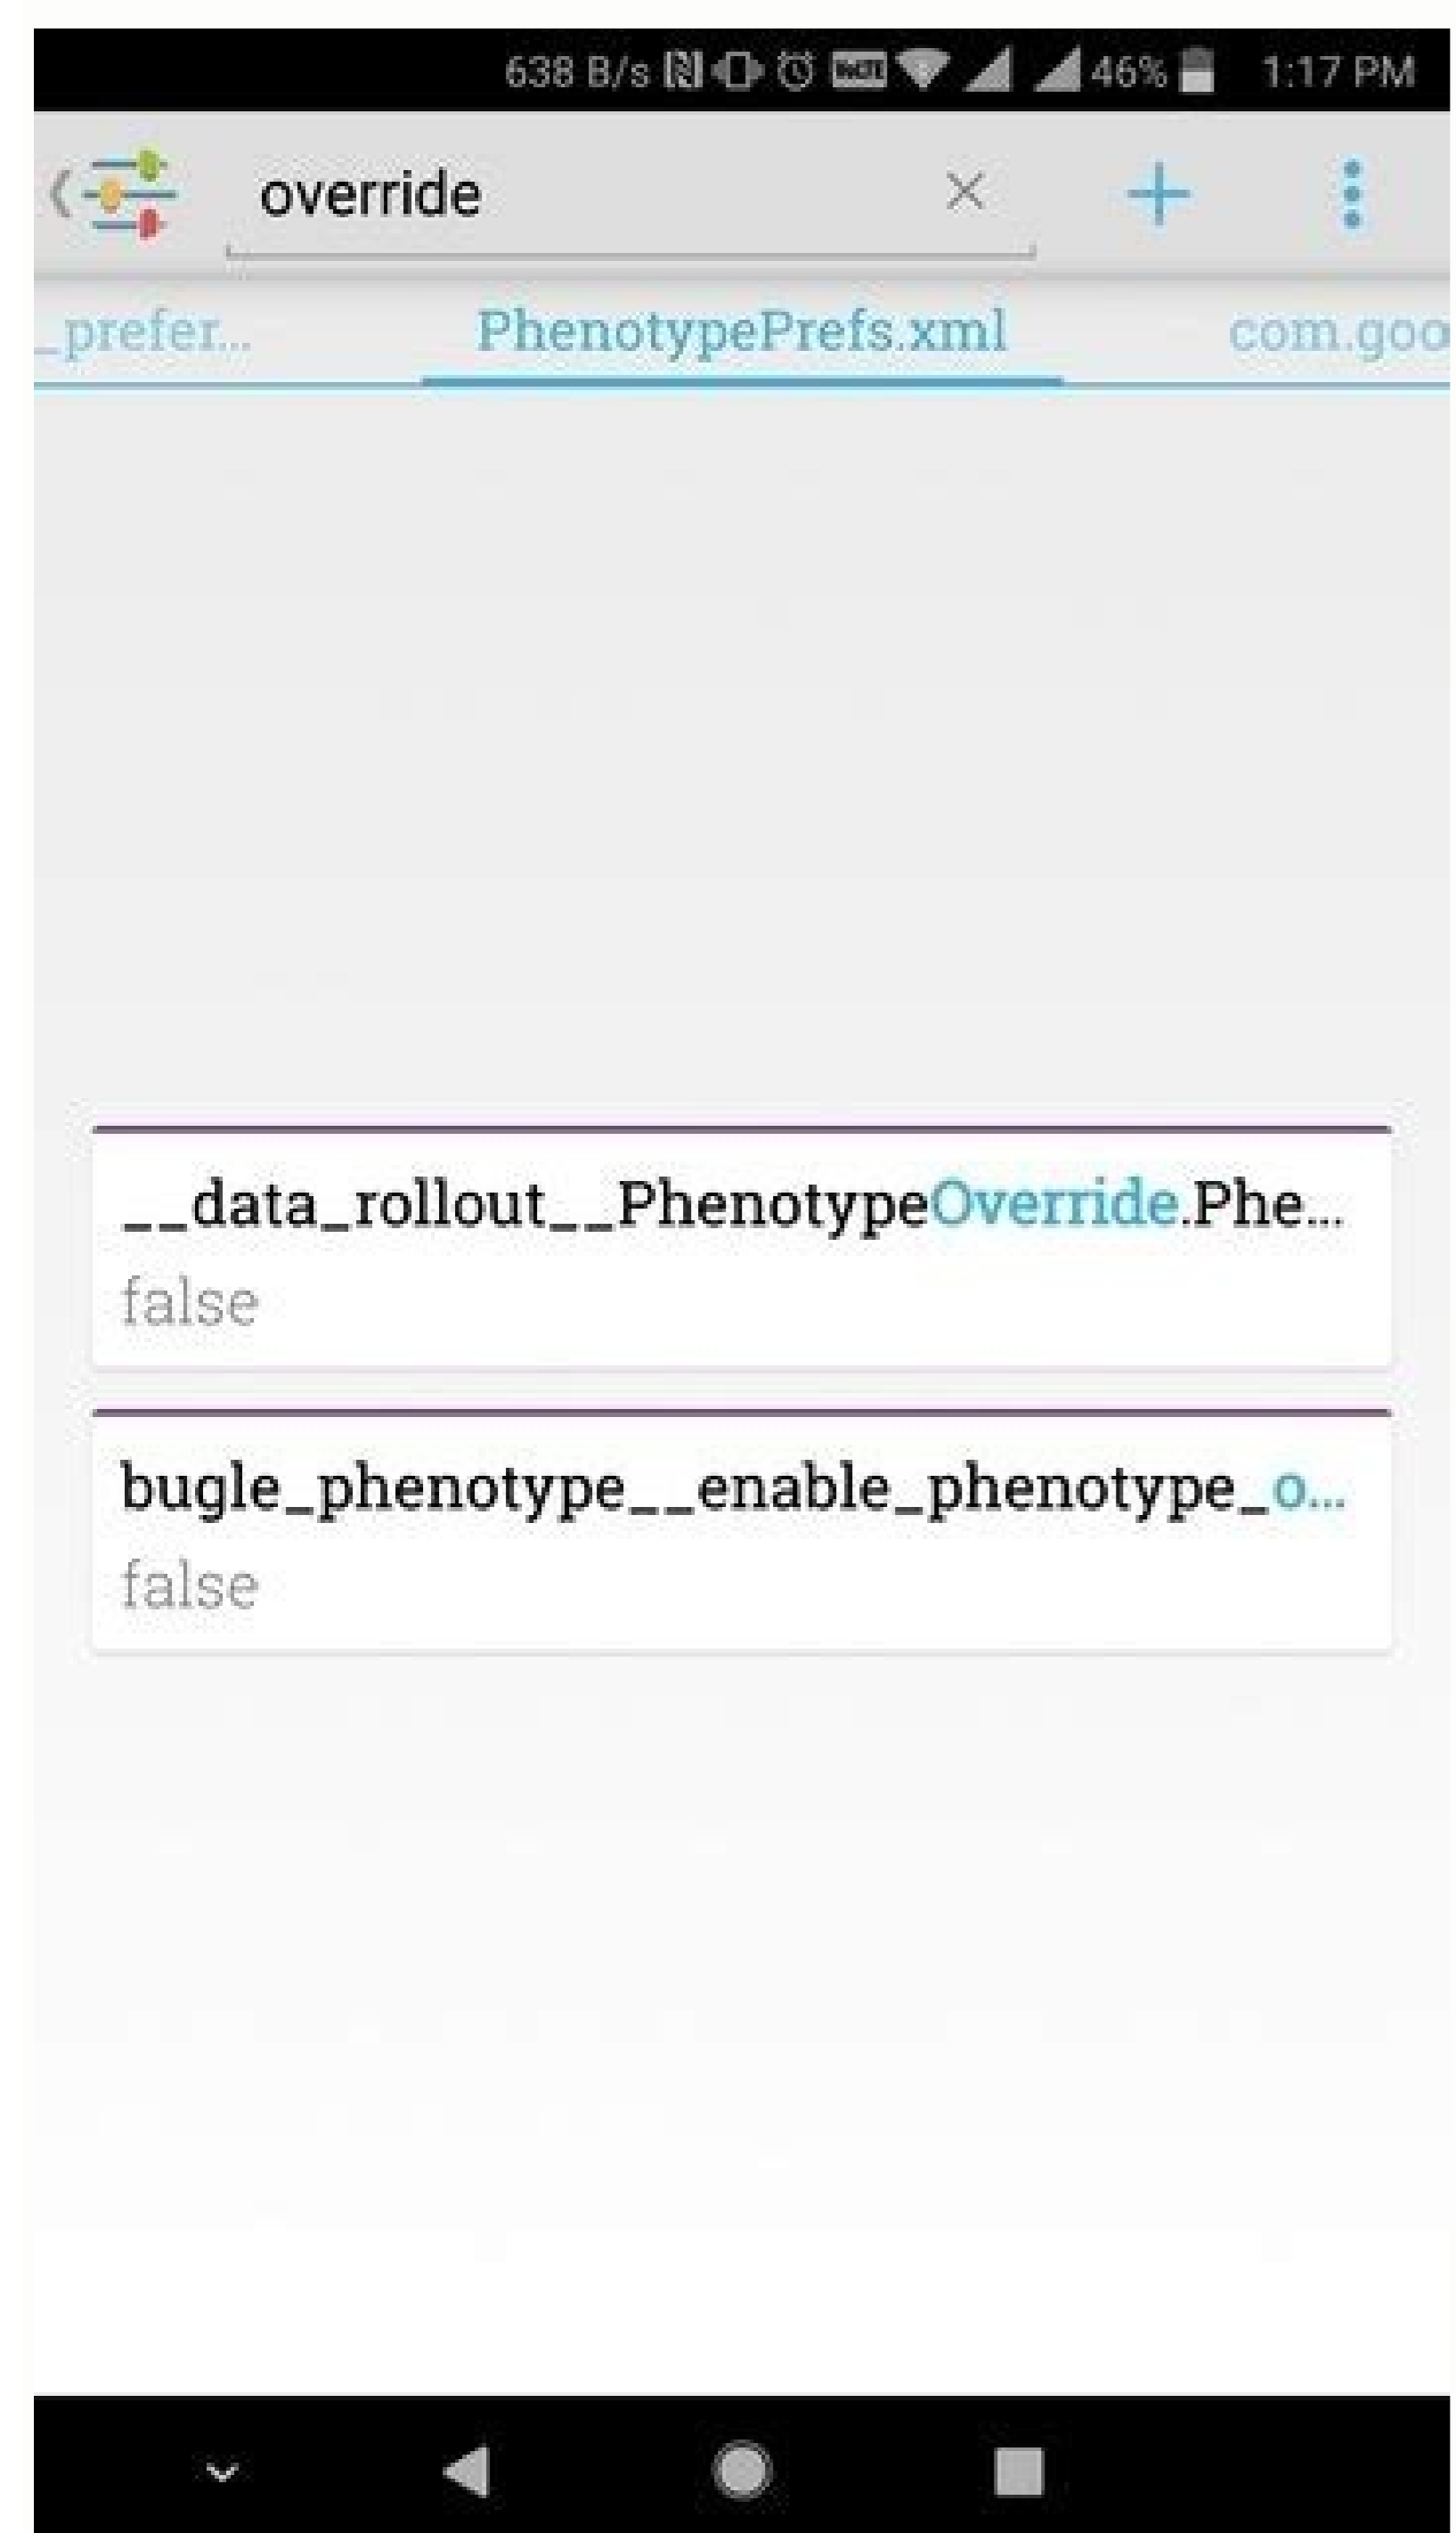 638 B/s 46% 1:17 PM
override
_prefer... PhenotypePrefs.xml com.goo
__data_rollout__PhenotypeOverride.Phe...
false
bugle_phenotype__enable_phenotype_o...
false